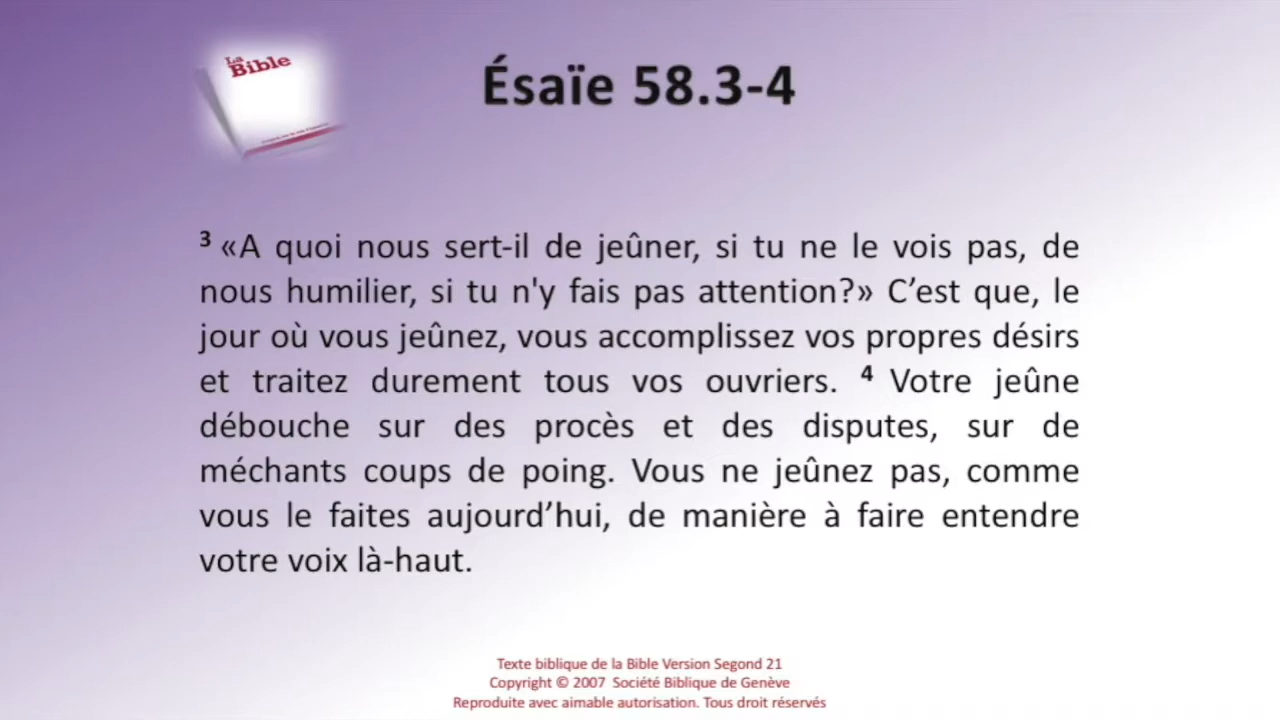 La
Bible
Ésaïe 58.3-4
³ «A quoi nous sert-il de jeûner, si tu ne le vois pas, de
nous humilier, si tu n'y fais pas attention?» C’est que, le
jour où vous jeûnez, vous accomplissez vos propres désirs
et traitez durement tous vos ouvriers. ⁴ Votre jeûne
débouche sur des procès et des disputes, sur de
méchants coups de poing. Vous ne jeûnez pas, comme
vous le faites aujourd’hui, de manière à faire entendre
votre voix là-haut.
Texte biblique de la Bible Version Segond 21
Copyright © 2007 Société Biblique de Genève
Reproduite avec aimable autorisation. Tous droit réservés